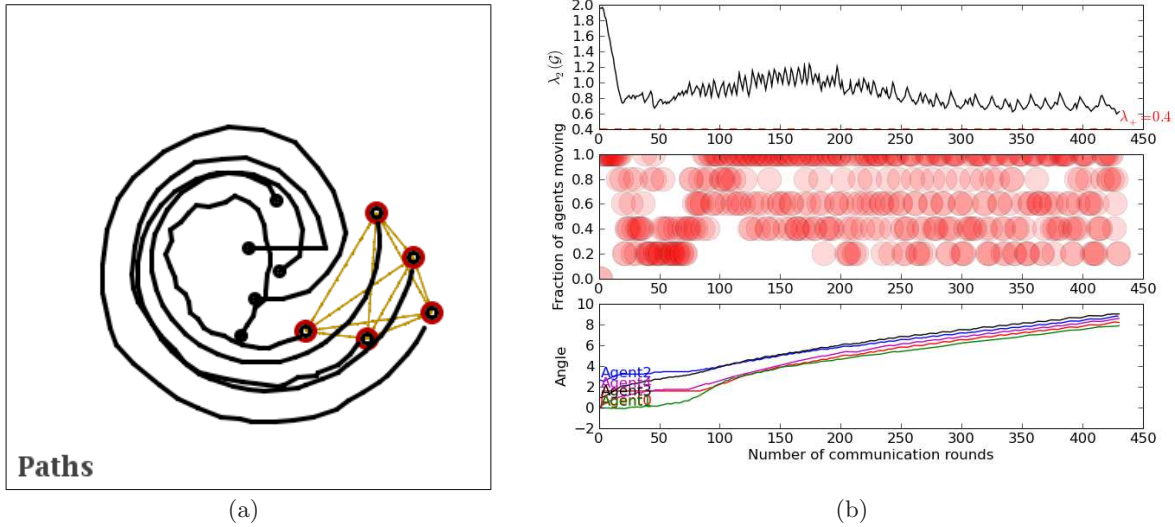 Paths
(a)
λ₂(𝒢)
2.0
1.8
1.6
1.4
1.2
1.0
0.8
0.6
0.4
λ₊=0.4
0 50 100 150 200 250 300 350 400 450
Fraction of agents moving
1.0
0.8
0.6
0.4
0.2
0.0
0 50 100 150 200 250 300 350 400 450
Angle
10
8
6
4
2
0
−2
Agent2
Agent3
Agent0
0 50 100 150 200 250 300 350 400 450
Number of communication rounds
(b)